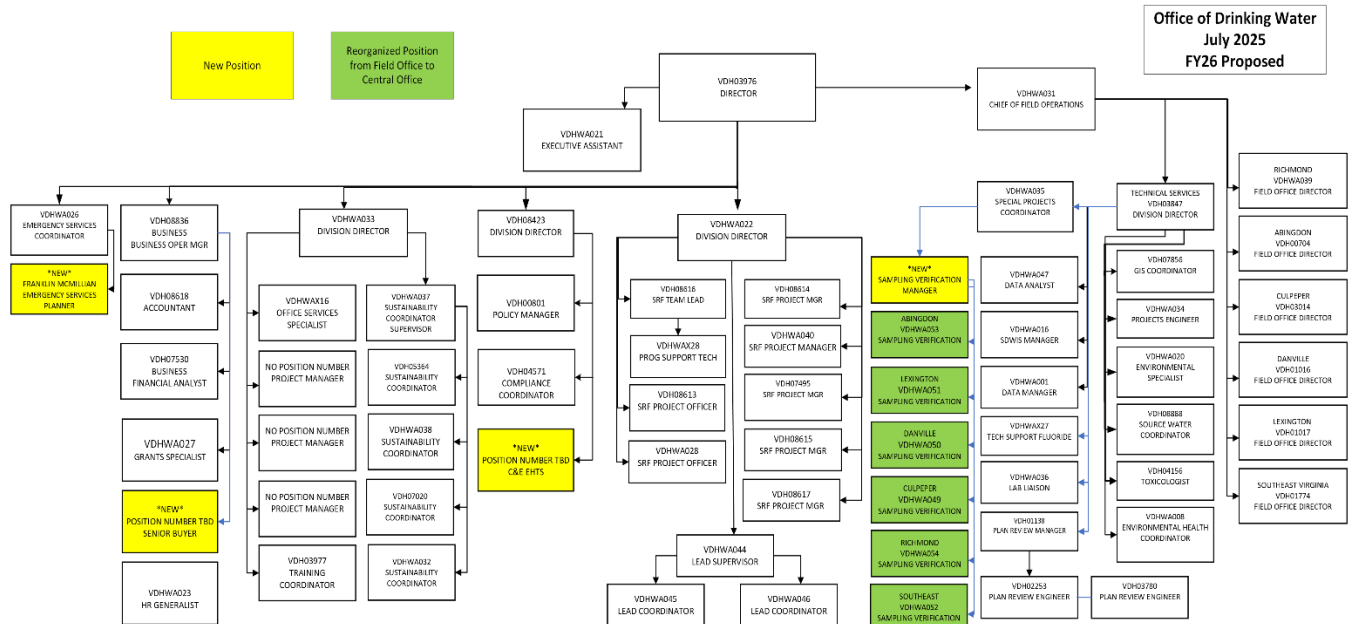 Office of Drinking Water
July 2025
FY26 Proposed
New Position
Reorganized Position
from Field Office to
Central Office
VDH03976
DIRECTOR
VDHWA031
CHIEF OF FIELD OPERATIONS
VDHWA021
EXECUTIVE ASSISTANT
VDHWA026
EMERGENCY SERVICES
COORDINATOR
*NEW*
FRANKLIN MCMILLIAN
EMERGENCY SERVICES
PLANNER
VDH08836
BUSINESS
BUSINESS OPER MGR
VDH08618
ACCOUNTANT
VDH07530
BUSINESS
FINANCIAL ANALYST
VDHWA027
GRANTS SPECIALIST
*NEW*
POSITION NUMBER TBD
SENIOR BUYER
VDHWA023
HR GENERALIST
VDHWA033
DIVISION DIRECTOR
VDHWAX16
OFFICE SERVICES
SPECIALIST
NO POSITION NUMBER
PROJECT MANAGER
NO POSITION NUMBER
PROJECT MANAGER
NO POSITION NUMBER
PROJECT MANAGER
VDH03977
TRAINING
COORDINATOR
VDHWA037
SUSTAINABILITY
COORDINATOR
SUPERVISOR
VDH05364
SUSTAINABILITY
COORDINATOR
VDHWA038
SUSTAINABILITY
COORDINATOR
VDH07020
SUSTAINABILITY
COORDINATOR
VDHWA032
SUSTAINABILITY
COORDINATOR
VDH08423
DIVISION DIRECTOR
VDH00801
POLICY MANAGER
VDH04571
COMPLIANCE
COORDINATOR
*NEW*
POSITION NUMBER TBD
C&E EHTS
VDHWA022
DIVISION DIRECTOR
VDH08616
SRF TEAM LEAD
VDHWAX28
PROG SUPPORT TECH
VDH08613
SRF PROJECT OFFICER
VDHWA028
SRF PROJECT OFFICER
VDH08614
SRF PROJECT MGR
VDHWA040
SRF PROJECT MANAGER
VDH07495
SRF PROJECT MGR
VDH08615
SRF PROJECT MGR
VDH08617
SRF PROJECT MGR
VDHWA044
LEAD SUPERVISOR
VDHWA045
LEAD COORDINATOR
VDHWA046
LEAD COORDINATOR
VDHWA035
SPECIAL PROJECTS
COORDINATOR
*NEW*
SAMPLING VERIFICATION
MANAGER
ABINGDON
VDHWA053
SAMPLING VERIFICATION
LEXINGTON
VDHWA051
SAMPLING VERIFICATION
DANVILLE
VDHWA050
SAMPLING VERIFICATION
CULPEPER
VDHWA049
SAMPLING VERIFICATION
RICHMOND
VDHWA054
SAMPLING VERIFICATION
SOUTHEAST
VDHWA052
SAMPLING VERIFICATION
VDHWA047
DATA ANALYST
VDHWA016
SDWIS MANAGER
VDHWA001
DATA MANAGER
VDHWAX27
TECH SUPPORT FLUORIDE
VDHWA036
LAB LIAISON
VDH01138
PLAN REVIEW MANAGER
VDH02253
PLAN REVIEW ENGINEER
VDH03780
PLAN REVIEW ENGINEER
TECHNICAL SERVICES
VDH03847
DIVISION DIRECTOR
VDH07856
GIS COORDINATOR
VDHWA034
PROJECTS ENGINEER
VDHWA020
ENVIRONMENTAL
SPECIALIST
VDH08888
SOURCE WATER
COORDINATOR
VDH04156
TOXICOLOGIST
VDHWA008
ENVIRONMENTAL HEALTH
COORDINATOR
RICHMOND
VDHWA039
FIELD OFFICE DIRECTOR
ABINGDON
VDH00704
FIELD OFFICE DIRECTOR
CULPEPER
VDH03014
FIELD OFFICE DIRECTOR
DANVILLE
VDH01016
FIELD OFFICE DIRECTOR
LEXINGTON
VDH01017
FIELD OFFICE DIRECTOR
SOUTHEAST VIRGINIA
VDH01774
FIELD OFFICE DIRECTOR